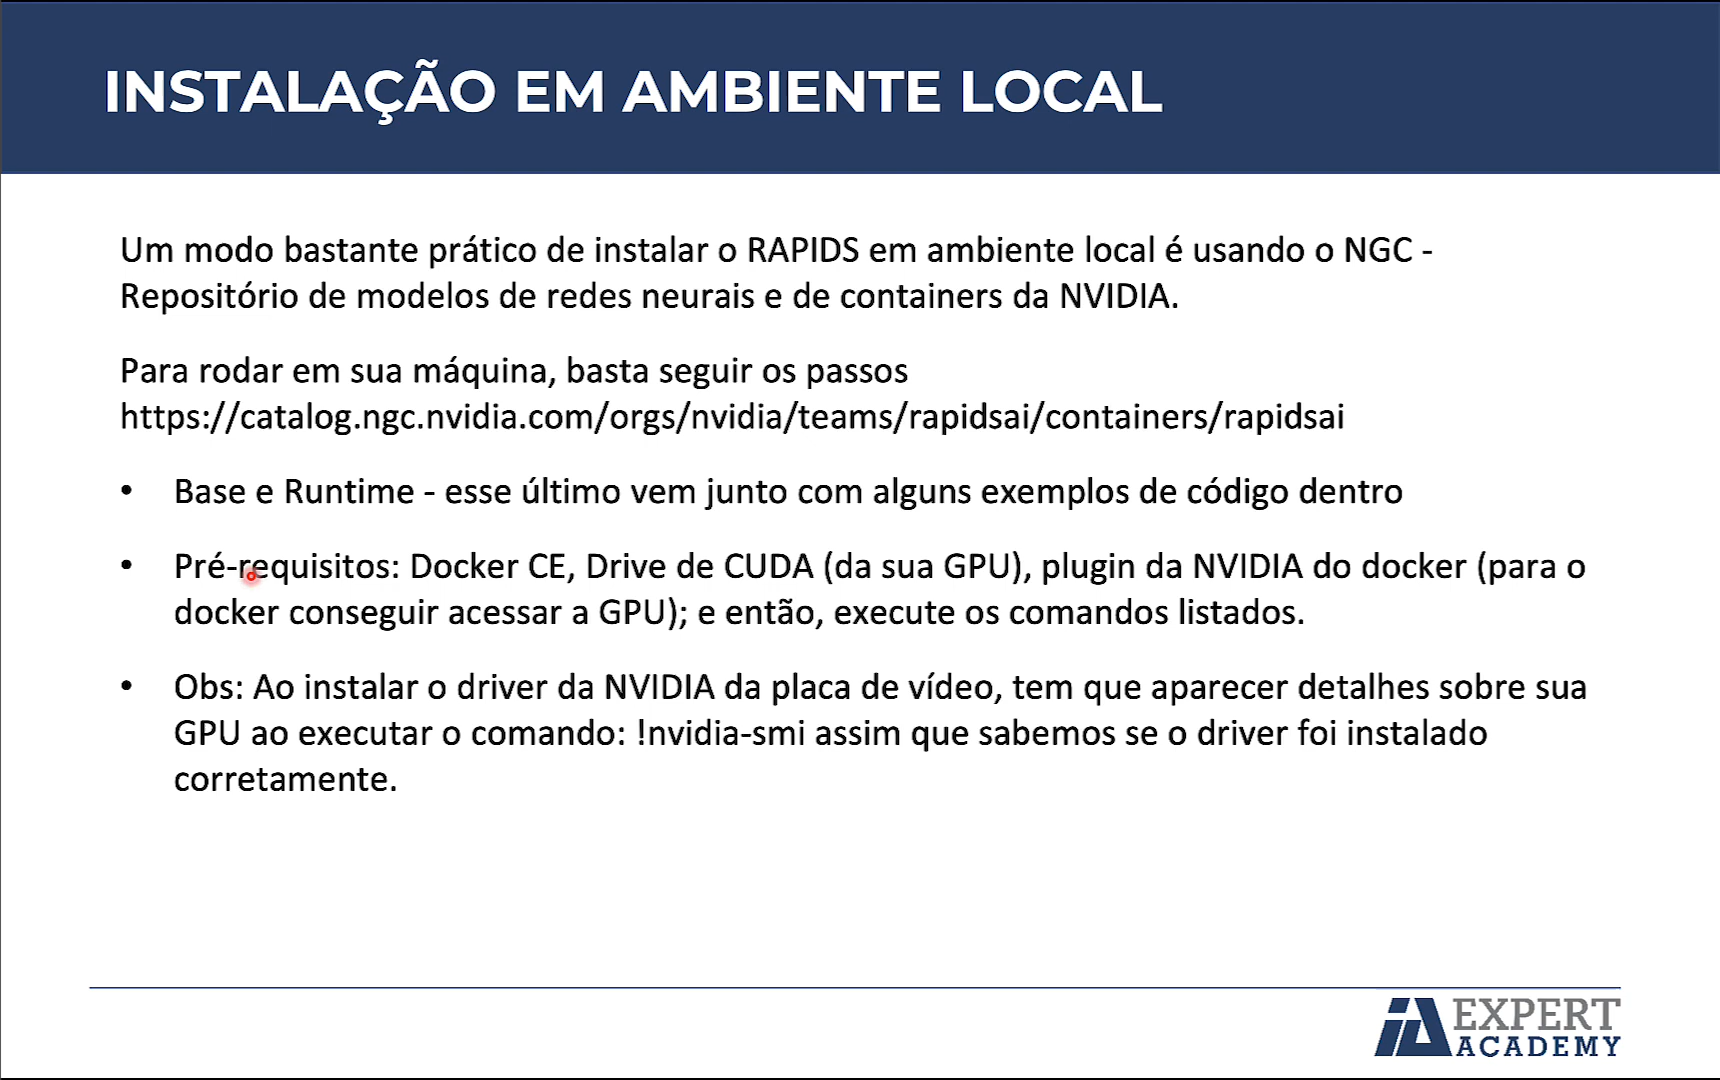 INSTALAÇÃO EM AMBIENTE LOCAL
Um modo bastante prático de instalar o RAPIDS em ambiente local é usando o NGC -
Repositório de modelos de redes neurais e de containers da NVIDIA.
Para rodar em sua máquina, basta seguir os passos
https://catalog.ngc.nvidia.com/orgs/nvidia/teams/rapidsai/containers/rapidsai
• Base e Runtime - esse último vem junto com alguns exemplos de código dentro
• Pré-requisitos: Docker CE, Drive de CUDA (da sua GPU), plugin da NVIDIA do docker (para o
docker conseguir acessar a GPU); e então, execute os comandos listados.
• Obs: Ao instalar o driver da NVIDIA da placa de vídeo, tem que aparecer detalhes sobre sua
GPU ao executar o comando: !nvidia-smi assim que sabemos se o driver foi instalado
corretamente.
IA EXPERT
ACADEMY